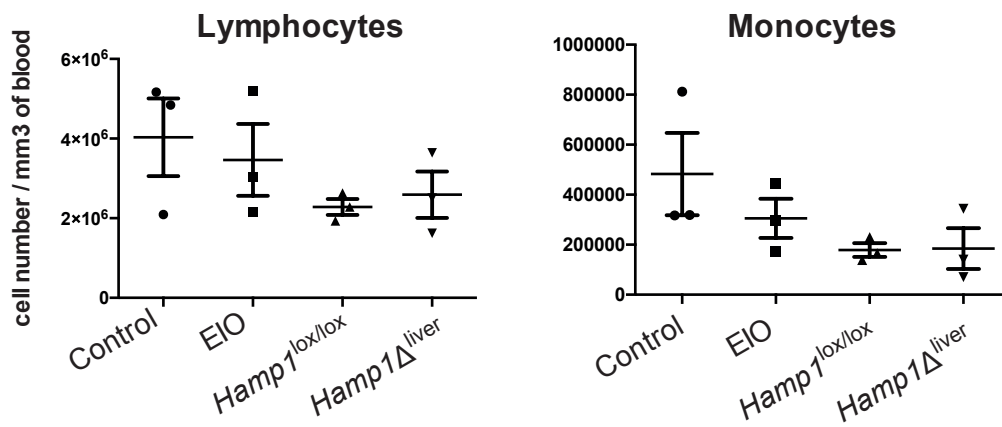 Lymphocytes
cell number / mm3 of blood
6×10⁶
4×10⁶
2×10⁶
0
Control
EIO
Hamp1lox/lox
Hamp1Δliver
Monocytes
1000000
800000
600000
400000
200000
0
Control
EIO
Hamp1lox/lox
Hamp1Δliver